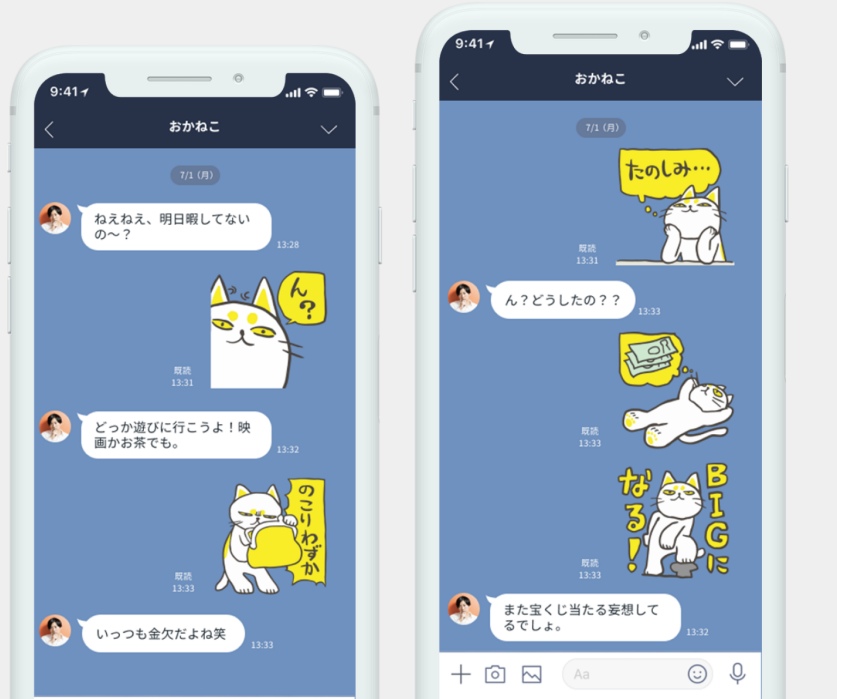 9:41
おかねこ
7/1（月）
ねえねえ、明日暇してない
の〜？
13:28
ん？
既読
13:31
どっか遊びに行こうよ！映
画かお茶でも。
13:32
のこりわずか
既読
13:33
いっつも金欠だよね笑
13:33
9:41
おかねこ
7/1（月）
たのしみ…
既読
13:31
ん？どうしたの？？
13:33
既読
13:33
BIGに
なる！
既読
13:33
また宝くじ当たる妄想して
るでしょ。
13:32
Aa